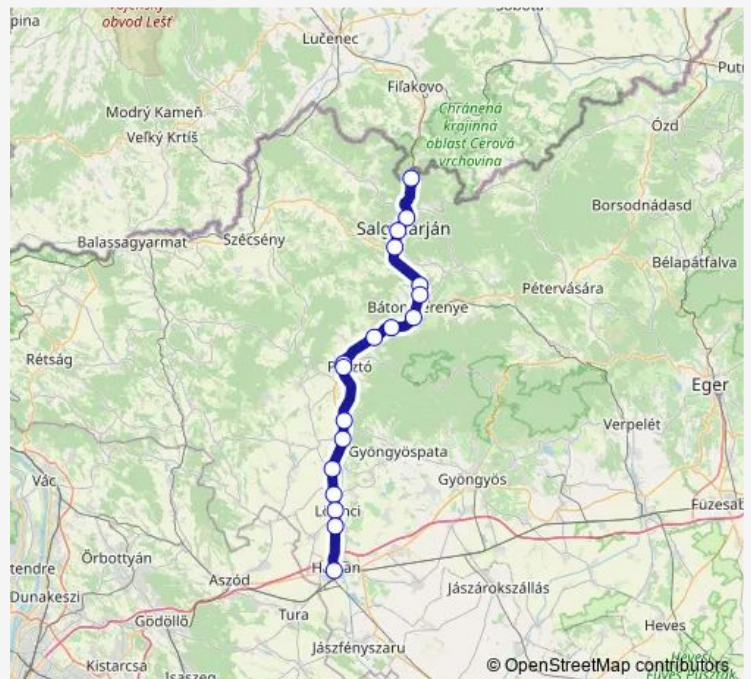 obvod Lešť
pina
Lučenec
Sobota
Putn
Fiľakovo
Modrý Kameň
Veľký Krtíš
Chránená
krajinná
oblasť Cerová
vrchovina
Ózd
Borsodnádasd
Balassagyarmat
Szécsény
Bélapátfalva
Pétervására
Rétság
Eger
Verpelét
Gyöngyöspata
Vác
Gyöngyös
Füzesab
Örbottyán
tendre
Aszód
Dunakeszi
Jászárokszállás
Tura
Gödöllő
Heves
Jászfényszaru
Kistarcsa
Isaszeg
© OpenStreetMap contributors